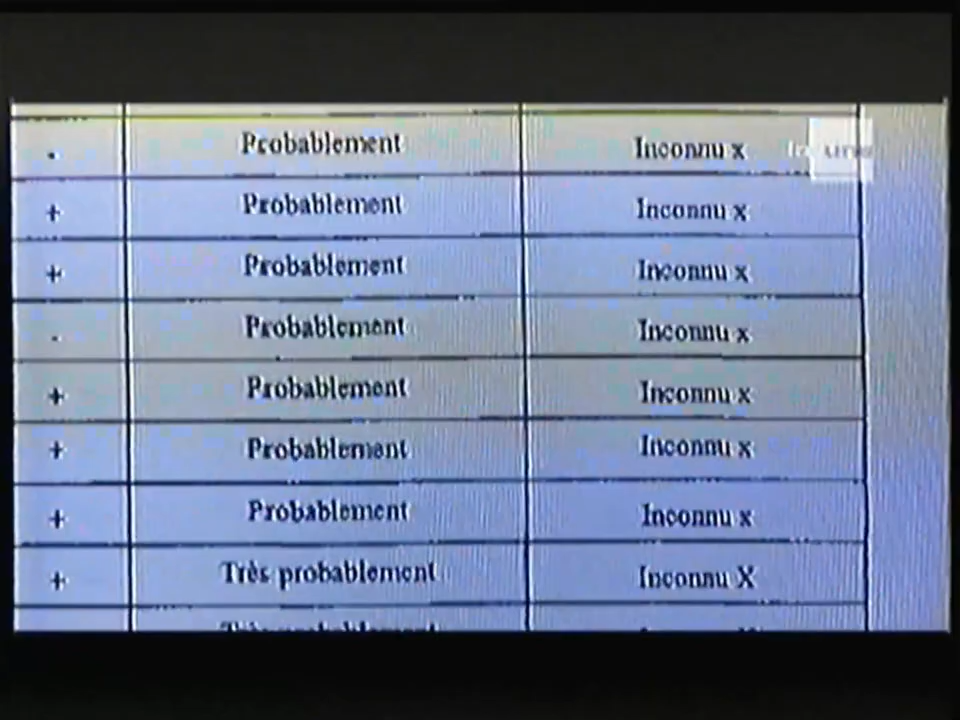 - Probablement Inconnu x
+ Probablement Inconnu x
+ Probablement Inconnu x
- Probablement Inconnu x
+ Probablement Inconnu x
+ Probablement Inconnu x
+ Probablement Inconnu x
+ Très probablement Inconnu X